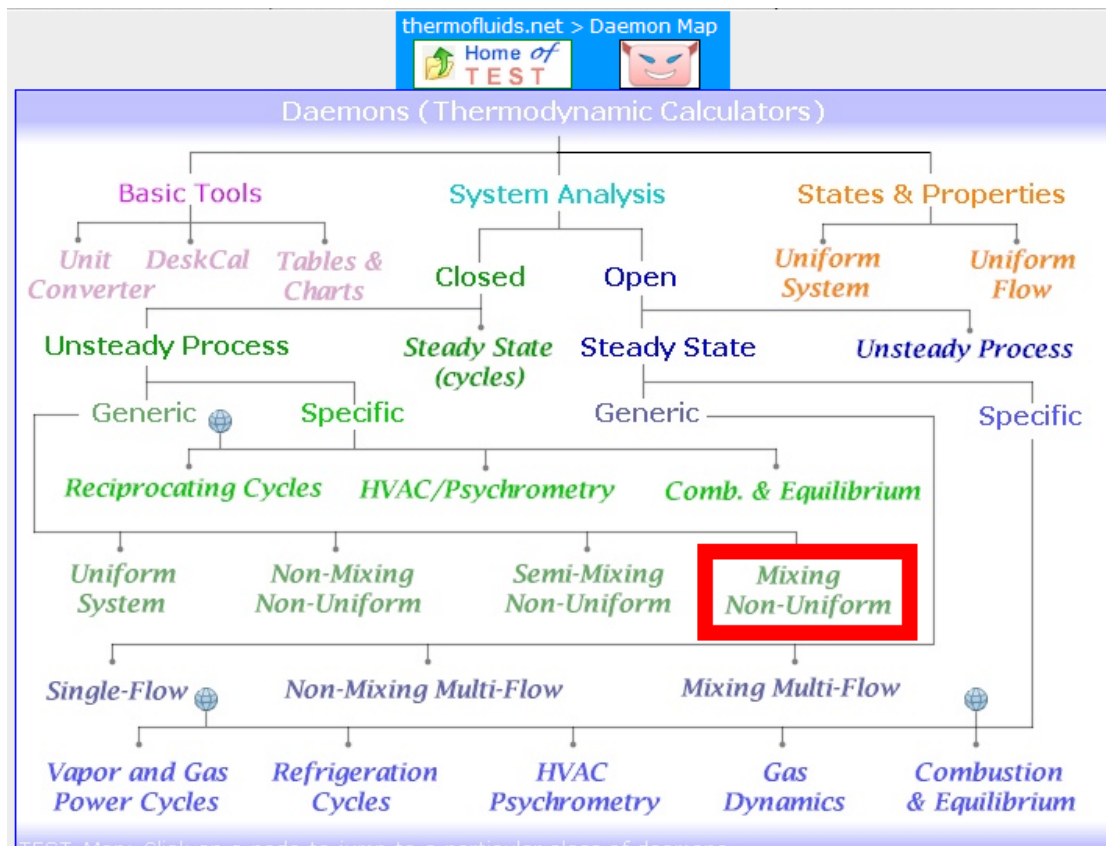 thermofluids.net > Daemon Map
Home of
TEST
Daemons (Thermodynamic Calculators)
Basic Tools
System Analysis
States & Properties
Unit
Converter
DeskCal
Tables &
Charts
Closed
Open
Uniform
System
Uniform
Flow
Unsteady Process
Steady State
(cycles)
Steady State
Unsteady Process
Generic
Specific
Generic
Specific
Reciprocating Cycles
HVAC/Psychrometry
Comb. & Equilibrium
Uniform
System
Non-Mixing
Non-Uniform
Semi-Mixing
Non-Uniform
Mixing
Non-Uniform
Single-Flow
Non-Mixing Multi-Flow
Mixing Multi-Flow
Vapor and Gas
Power Cycles
Refrigeration
Cycles
HVAC
Psychrometry
Gas
Dynamics
Combustion
& Equilibrium